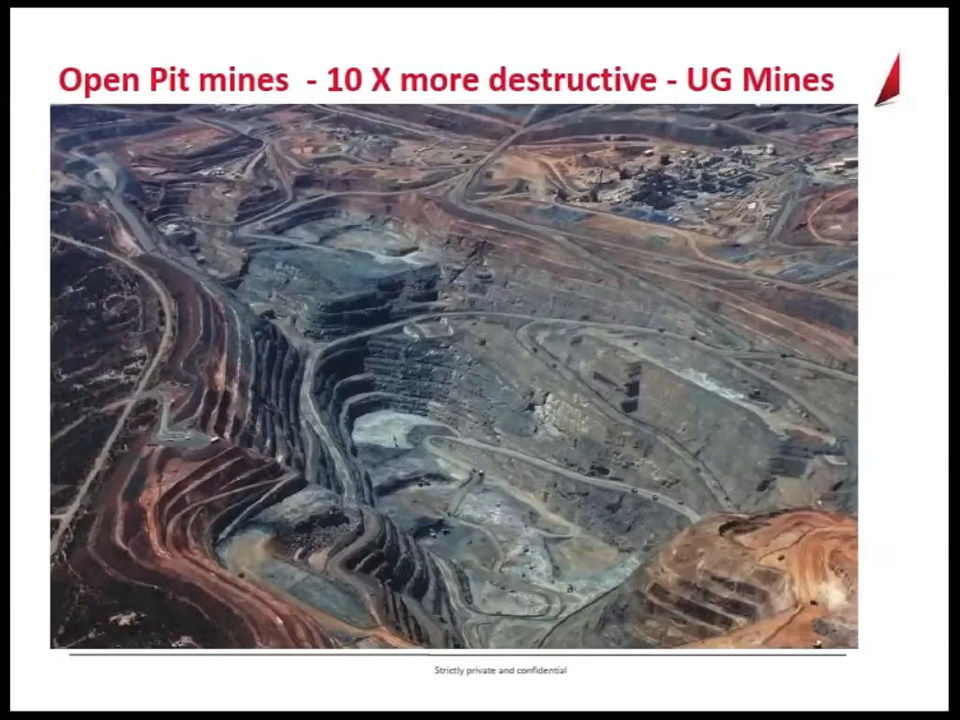 Open Pit mines - 10 X more destructive - UG Mines
Strictly private and confidential